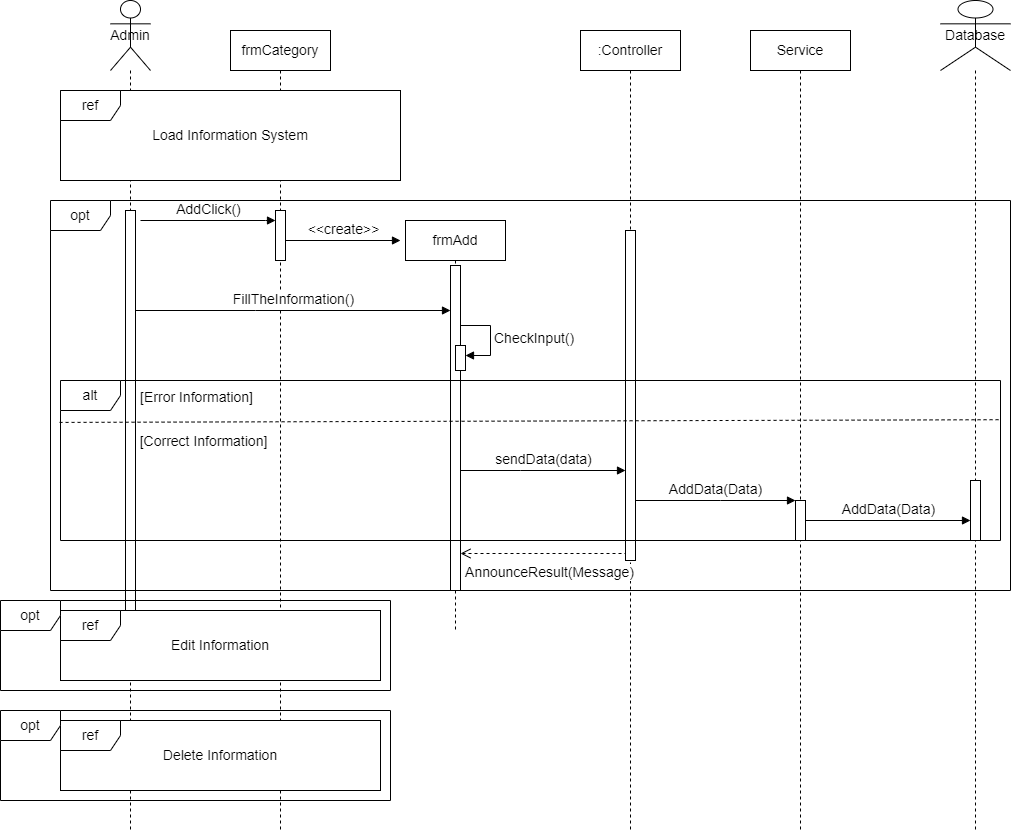 Admin
frmCategory
:Controller
Service
Database
ref
Load Information System
opt
AddClick()
<<create>>
frmAdd
FillTheInformation()
CheckInput()
alt
[Error Information]
[Correct Information]
sendData(data)
AddData(Data)
AddData(Data)
AnnounceResult(Message)
opt
ref
Edit Information
opt
ref
Delete Information